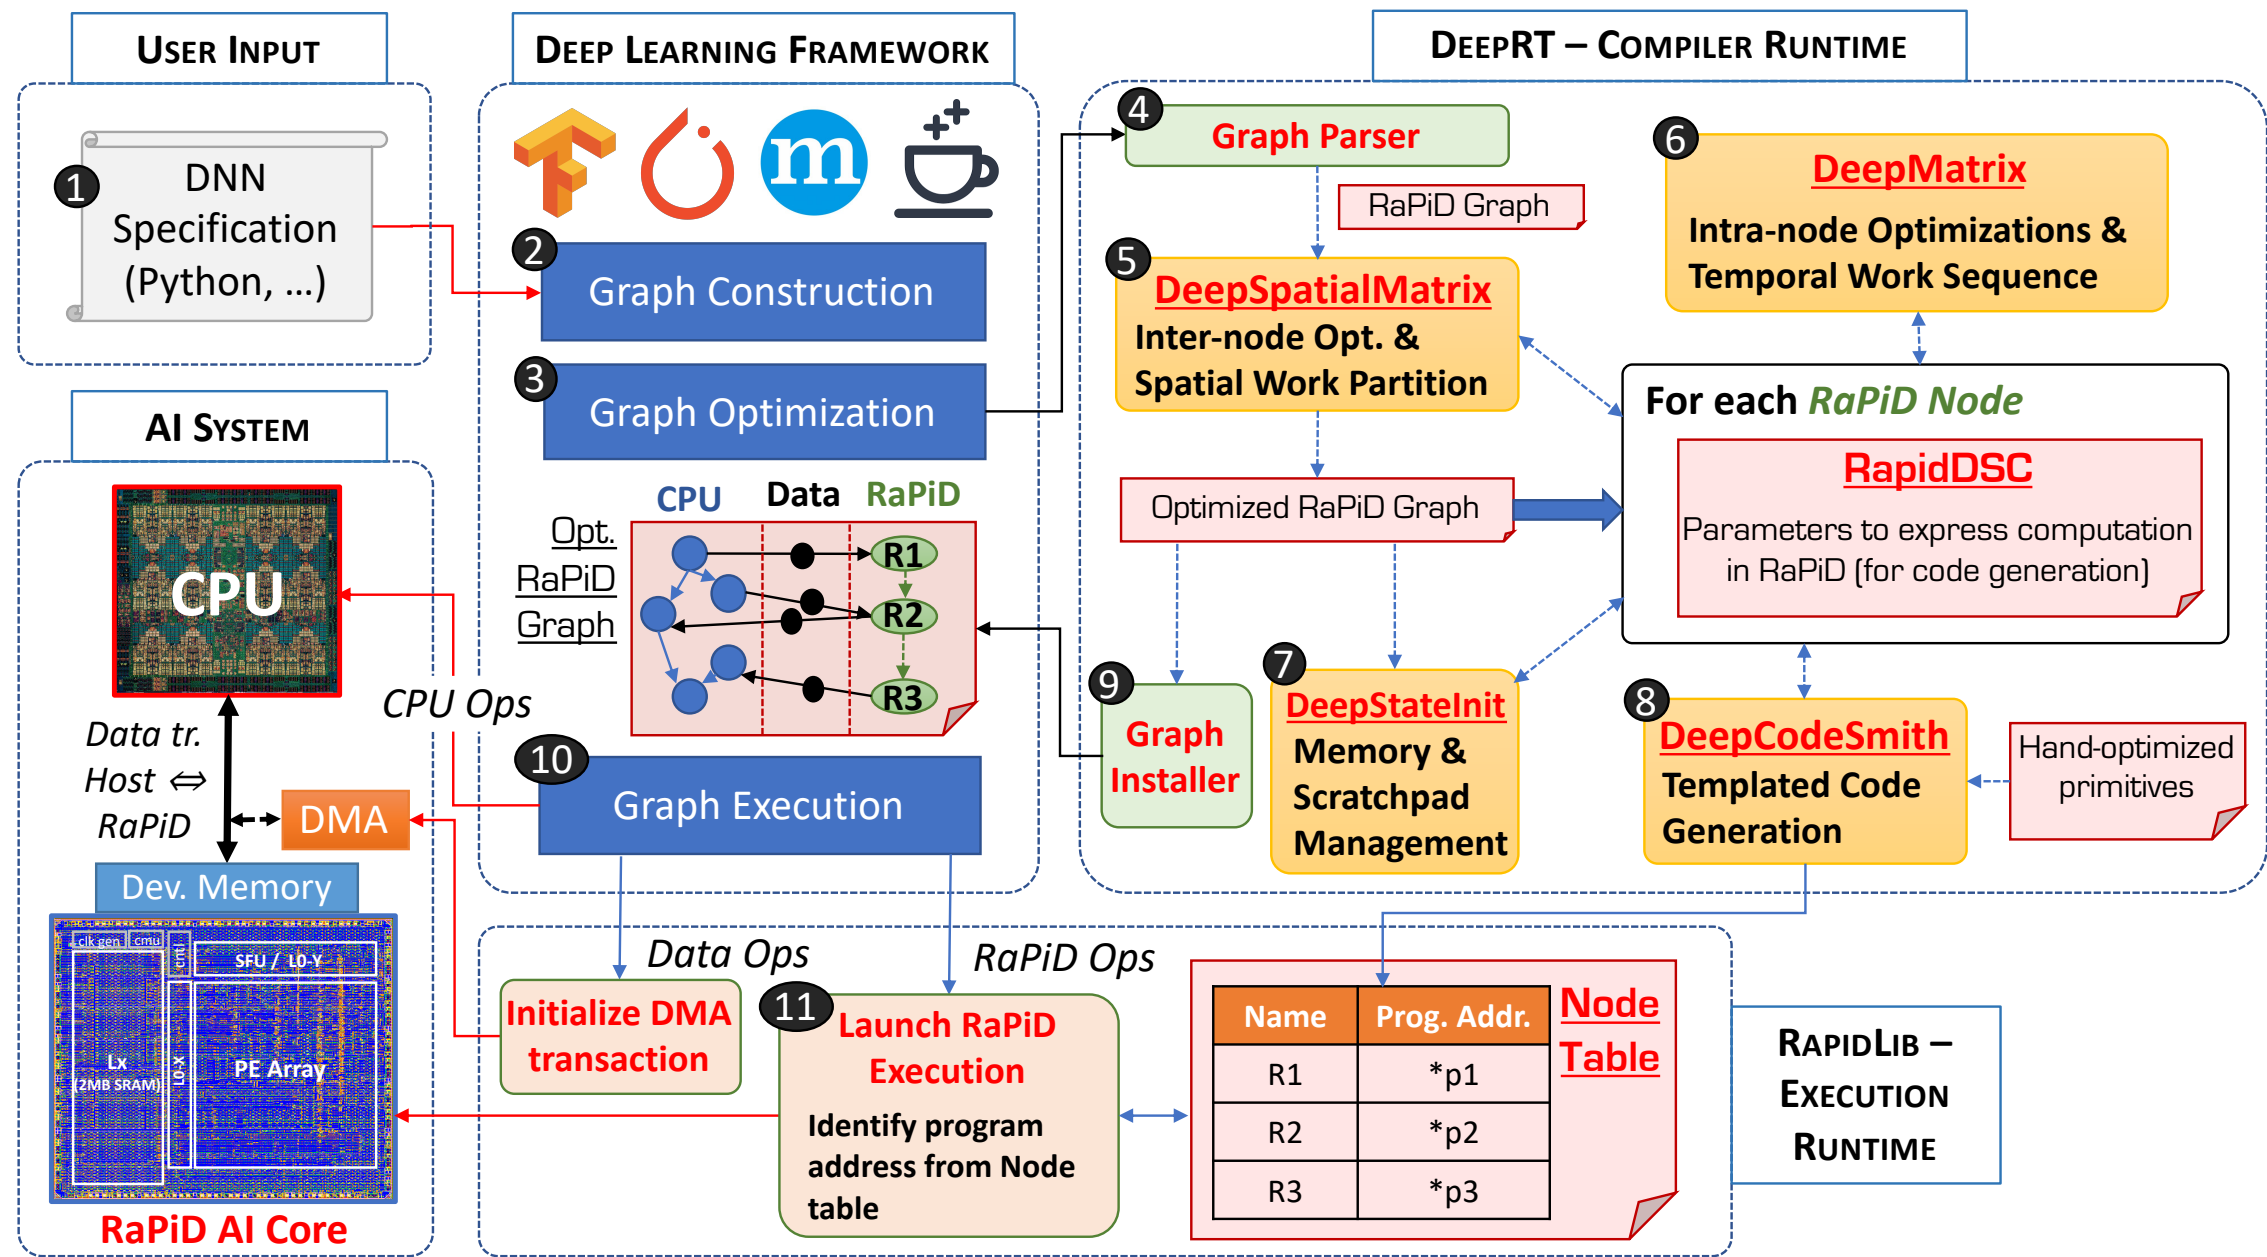 USER INPUT
1
DNN
Specification
(Python, ...)
AI SYSTEM
CPU
Data tr.
Host ⇔
RaPiD
DMA
Dev. Memory
clk gen
cmu
cnt
SFU / L0-Y
Lx
(2MB SRAM)
L0-X
PE Array
RaPiD AI Core
DEEP LEARNING FRAMEWORK
m
2
Graph Construction
3
Graph Optimization
CPU
Data
RaPiD
Opt.
RaPiD
Graph
R1
R2
R3
CPU Ops
10
Graph Execution
DEEPRT – COMPILER RUNTIME
4
Graph Parser
RaPiD Graph
5
DeepSpatialMatrix
Inter-node Opt. &
Spatial Work Partition
6
DeepMatrix
Intra-node Optimizations &
Temporal Work Sequence
Optimized RaPiD Graph
For each RaPiD Node
RapidDSC
Parameters to express computation
in RaPiD (for code generation)
9
Graph
Installer
7
DeepStateInit
Memory &
Scratchpad
Management
8
DeepCodeSmith
Templated Code
Generation
Hand-optimized
primitives
Data Ops
RaPiD Ops
Initialize DMA
transaction
11
Launch RaPiD
Execution
Identify program
address from Node
table
Name
Prog. Addr.
R1
*p1
R2
*p2
R3
*p3
Node
Table
RAPIDLIB –
EXECUTION
RUNTIME